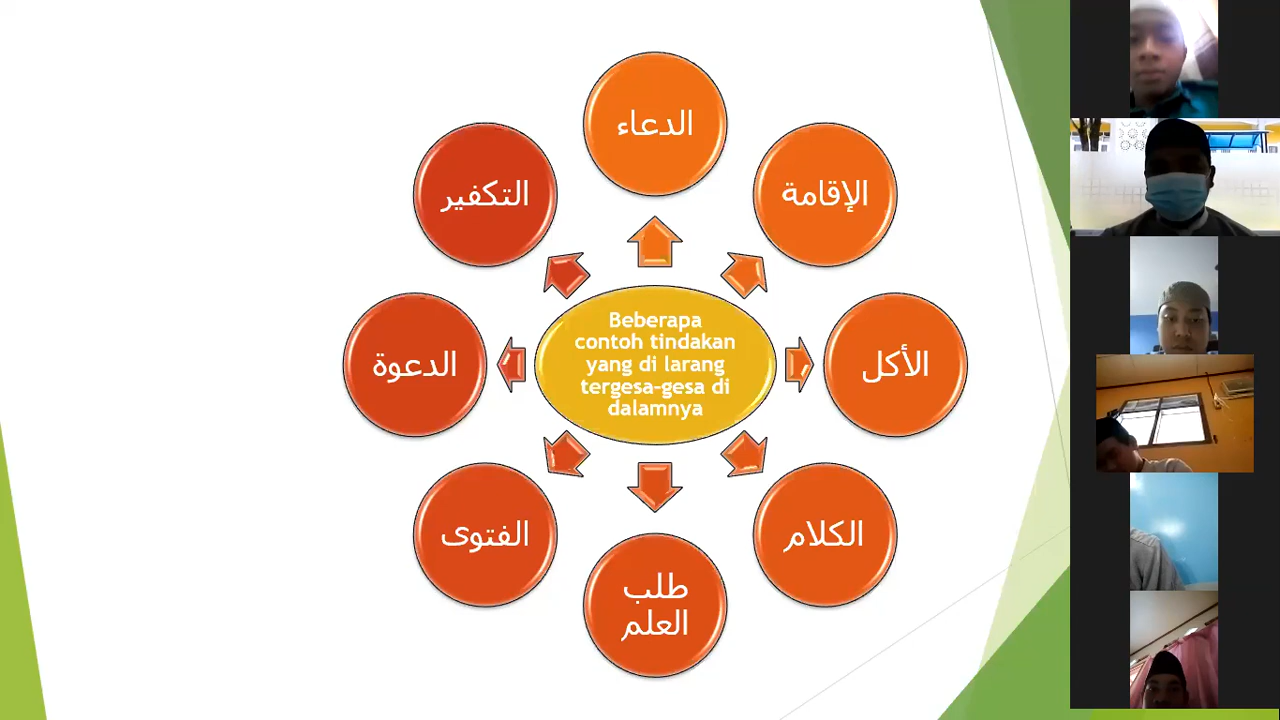 Beberapa
contoh tindakan
yang di larang
tergesa-gesa di
dalamnya
الدعاء
الإقامة
الأكل
الكلام
طلب
العلم
الفتوى
الدعوة
التكفير